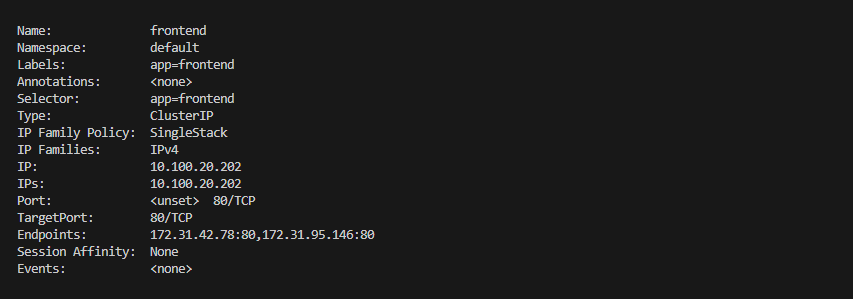 Name:              frontend
Namespace:         default
Labels:            app=frontend
Annotations:       <none>
Selector:          app=frontend
Type:              ClusterIP
IP Family Policy:  SingleStack
IP Families:       IPv4
IP:                10.100.20.202
IPs:               10.100.20.202
Port:              <unset>  80/TCP
TargetPort:        80/TCP
Endpoints:         172.31.42.78:80,172.31.95.146:80
Session Affinity:  None
Events:            <none>